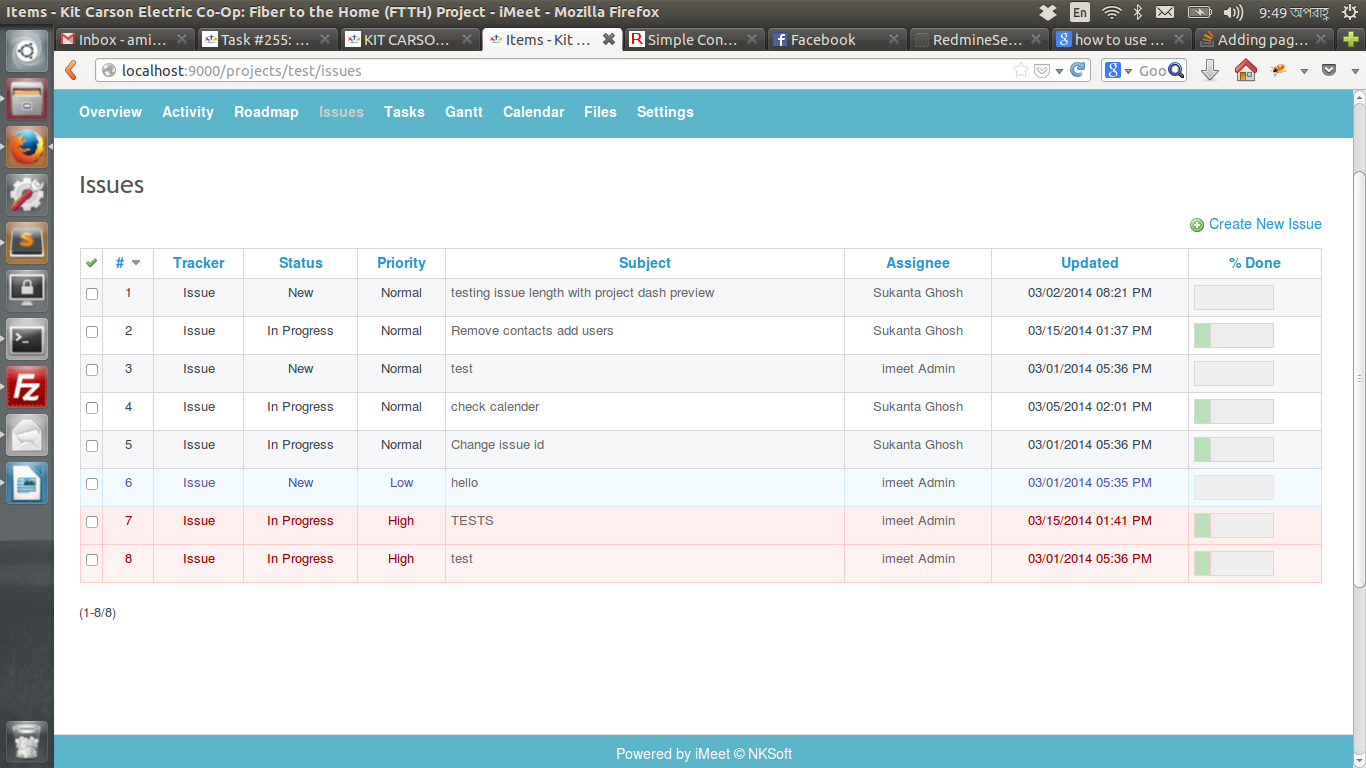 Items - Kit Carson Electric Co-Op: Fiber to the Home (FTTH) Project - iMeet - Mozilla Firefox En 9:49 অপরাহ্ণ
Inbox - ami... Task #255: ... KIT CARSO... Items - Kit ... Simple Con... Facebook RedmineSe... how to use ... Adding pag...
localhost:9000/projects/test/issues Goo
Overview Activity Roadmap Issues Tasks Gantt Calendar Files Settings
Issues
Create New Issue
# Tracker Status Priority Subject Assignee Updated % Done
1 Issue New Normal testing issue length with project dash preview Sukanta Ghosh 03/02/2014 08:21 PM
2 Issue In Progress Normal Remove contacts add users Sukanta Ghosh 03/15/2014 01:37 PM
3 Issue New Normal test imeet Admin 03/01/2014 05:36 PM
4 Issue In Progress Normal check calender Sukanta Ghosh 03/05/2014 02:01 PM
5 Issue In Progress Normal Change issue id Sukanta Ghosh 03/01/2014 05:36 PM
6 Issue New Low hello imeet Admin 03/01/2014 05:35 PM
7 Issue In Progress High TESTS imeet Admin 03/15/2014 01:41 PM
8 Issue In Progress High test imeet Admin 03/01/2014 05:36 PM
(1-8/8)
Powered by iMeet © NKSoft